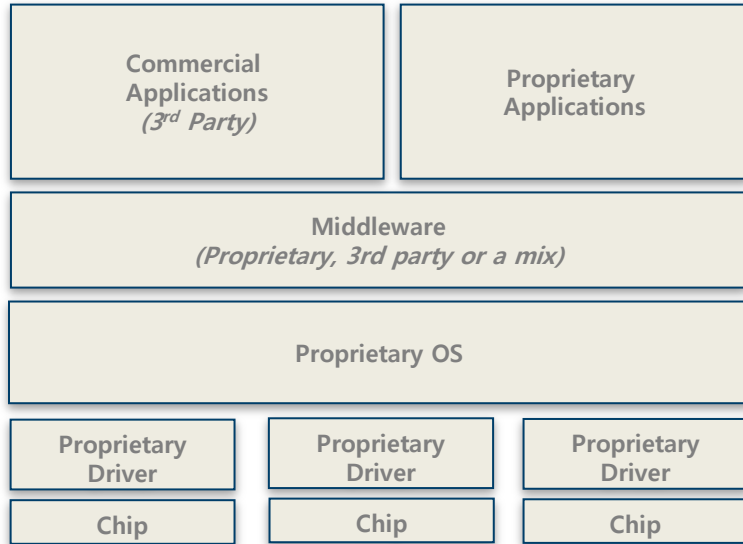 Commercial
Applications
(3rd Party)
Proprietary
Applications
Middleware
(Proprietary, 3rd party or a mix)
Proprietary OS
Proprietary
Driver
Proprietary
Driver
Proprietary
Driver
Chip
Chip
Chip